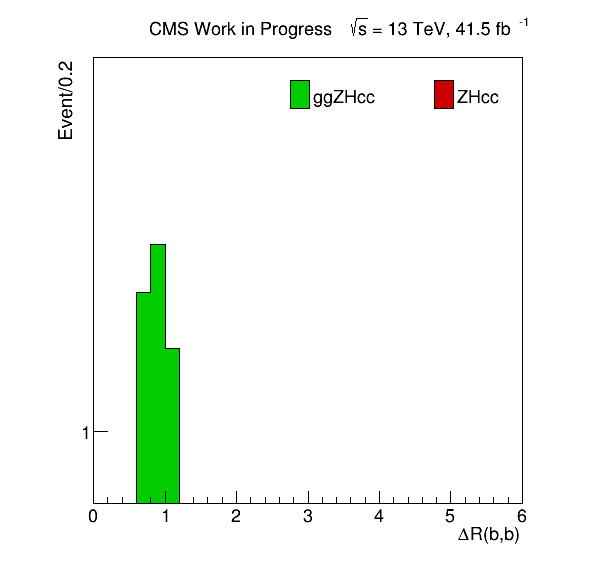 CMS Work in Progress √s = 13 TeV, 41.5 fb⁻¹
Event/0.2
ggZHcc ZHcc
1
0 1 2 3 4 5 6
ΔR(b,b)